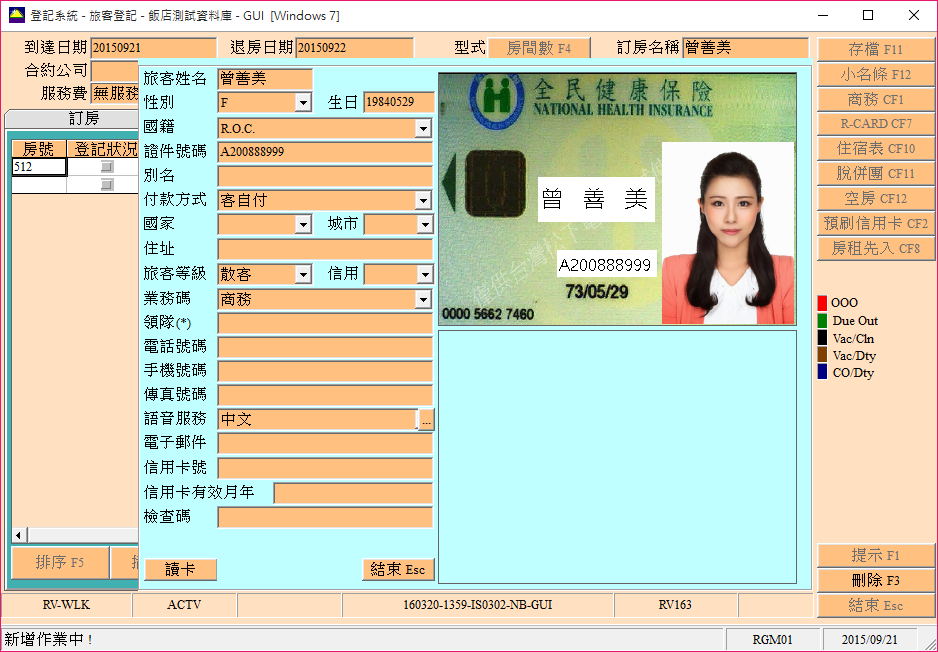 登記系統 - 旅客登記 - 飯店測試資料庫 - GUI [Windows 7]
到達日期 20150921 退房日期 20150922 型式 房間數 F4 訂房名稱 曾善美
合約公司
服務費 無服務
訂房
房號 登記狀況
512
排序 F5
旅客姓名 曾善美
性別 F 生日 19840529
國籍 R.O.C.
證件號碼 A200888999
別名
付款方式 客自付
國家 城市
住址
旅客等級 散客 信用
業務碼 商務
領隊(*)
電話號碼
手機號碼
傳真號碼
語音服務 中文 ...
電子郵件
信用卡號
信用卡有效月年
檢查碼
讀卡 結束 Esc
全民健康保險
NATIONAL HEALTH INSURANCE
曾 善 美
A200888999
73/05/29
0000 5662 7460
存檔 F11
小名條 F12
商務 CF1
R-CARD CF7
住宿表 CF10
脫併團 CF11
空房 CF12
預刷信用卡 CF2
房租先入 CF8
OOO
Due Out
Vac/Cln
Vac/Dty
CO/Dty
提示 F1
刪除 F3
結束 Esc
RV-WLK ACTV 160320-1359-IS0302-NB-GUI RV163
新增作業中 ! RGM01 2015/09/21